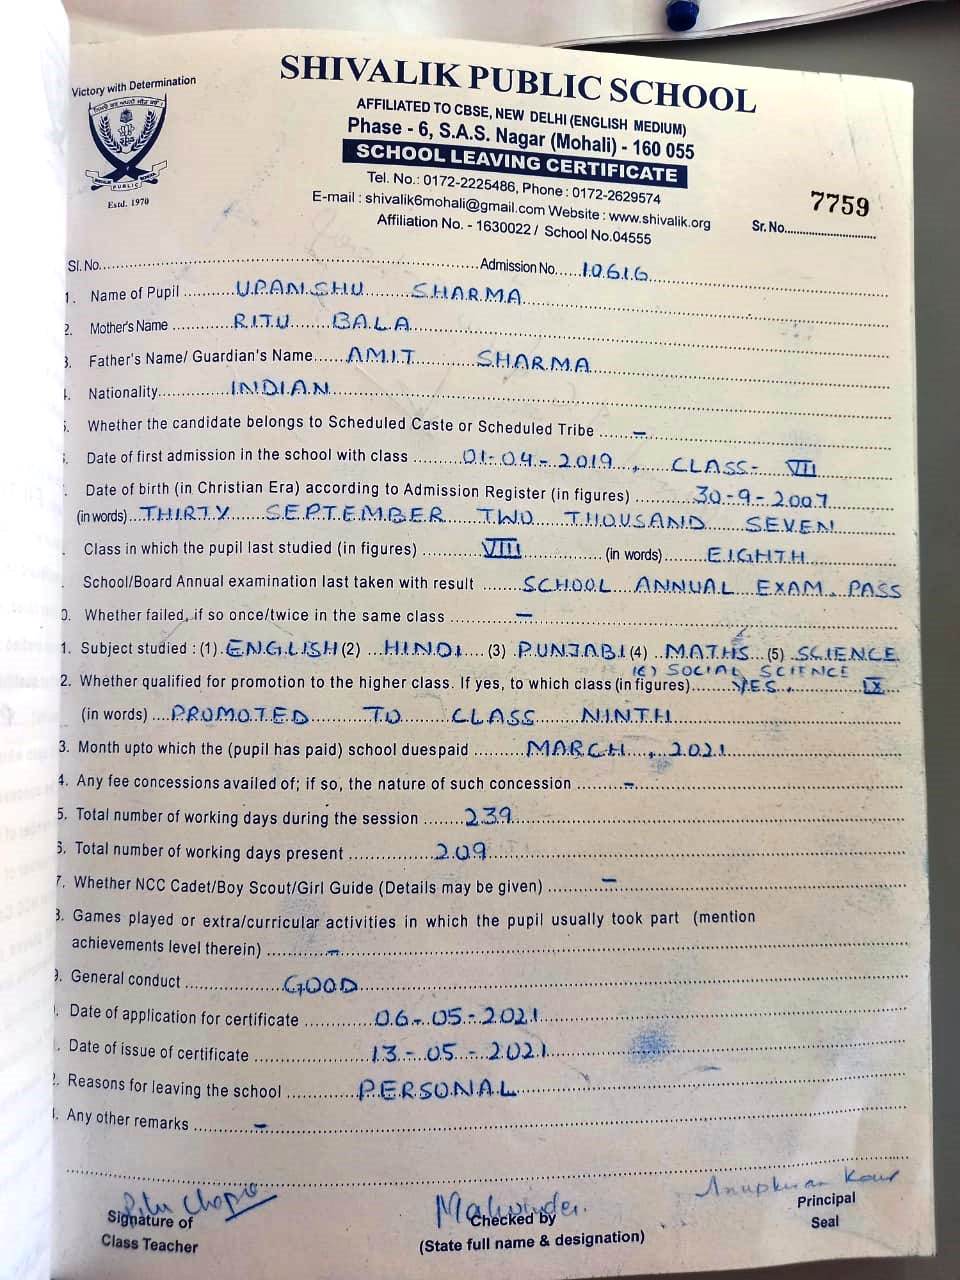 Victory with Determination
SHIVALIK PUBLIC SCHOOL
AFFILIATED TO CBSE, NEW DELHI (ENGLISH MEDIUM)
Phase - 6, S.A.S. Nagar (Mohali) - 160 055
SCHOOL LEAVING CERTIFICATE
Tel. No.: 0172-2225486, Phone : 0172-2629574
E-mail : shivalik6mohali@gmail.com Website : www.shivalik.org
Affiliation No. - 1630022 / School No.04555
PUBLIC
Estd. 1970
7759
Sr. No.
Sl. No. Admission No. 10616
1. Name of Pupil UPANSHU SHARMA
2. Mother's Name RITU BALA
3. Father's Name/ Guardian's Name AMIT SHARMA
Nationality INDIAN
Whether the candidate belongs to Scheduled Caste or Scheduled Tribe –
Date of first admission in the school with class 01-04-2019, CLASS- VII
Date of birth (in Christian Era) according to Admission Register (in figures) 30-9-2007
(in words) THIRTY SEPTEMBER TWO THOUSAND SEVEN
Class in which the pupil last studied (in figures) VIII (in words) EIGHTH
School/Board Annual examination last taken with result SCHOOL ANNUAL EXAM. PASS
0. Whether failed, if so once/twice in the same class –
1. Subject studied : (1) ENGLISH (2) HINDI (3) PUNJABI (4) MATHS (5) SCIENCE
(6) SOCIAL SCIENCE
2. Whether qualified for promotion to the higher class. If yes, to which class (in figures) YES, IX
(in words) PROMOTED TO CLASS NINTH
3. Month upto which the (pupil has paid) school duespaid MARCH, 2021
4. Any fee concessions availed of; if so, the nature of such concession –
5. Total number of working days during the session 239
6. Total number of working days present 209
7. Whether NCC Cadet/Boy Scout/Girl Guide (Details may be given) –
8. Games played or extra/curricular activities in which the pupil usually took part (mention
achievements level therein) –
9. General conduct GOOD
Date of application for certificate 06-05-2021
Date of issue of certificate 13-05-2021
Reasons for leaving the school PERSONAL
Any other remarks –
Ritu Chopra Malwinder. Anupkiran Kaur
Signature of Checked by Principal
Class Teacher (State full name & designation) Seal